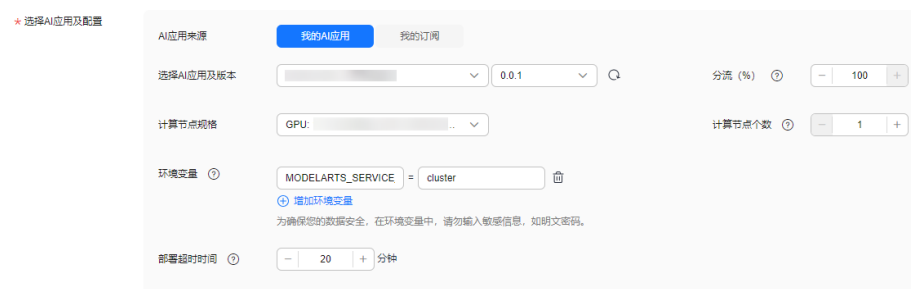 * 选择AI应用及配置
AI应用来源 我的AI应用 我的订阅
选择AI应用及版本 0.0.1 分流（%） ? − 100 +
计算节点规格 GPU: .. 计算节点个数 ? − 1 +
环境变量 ? MODELARTS_SERVICE = cluster
增加环境变量
为确保您的数据安全，在环境变量中，请勿输入敏感信息，如明文密码。
部署超时时间 ? − 20 + 分钟